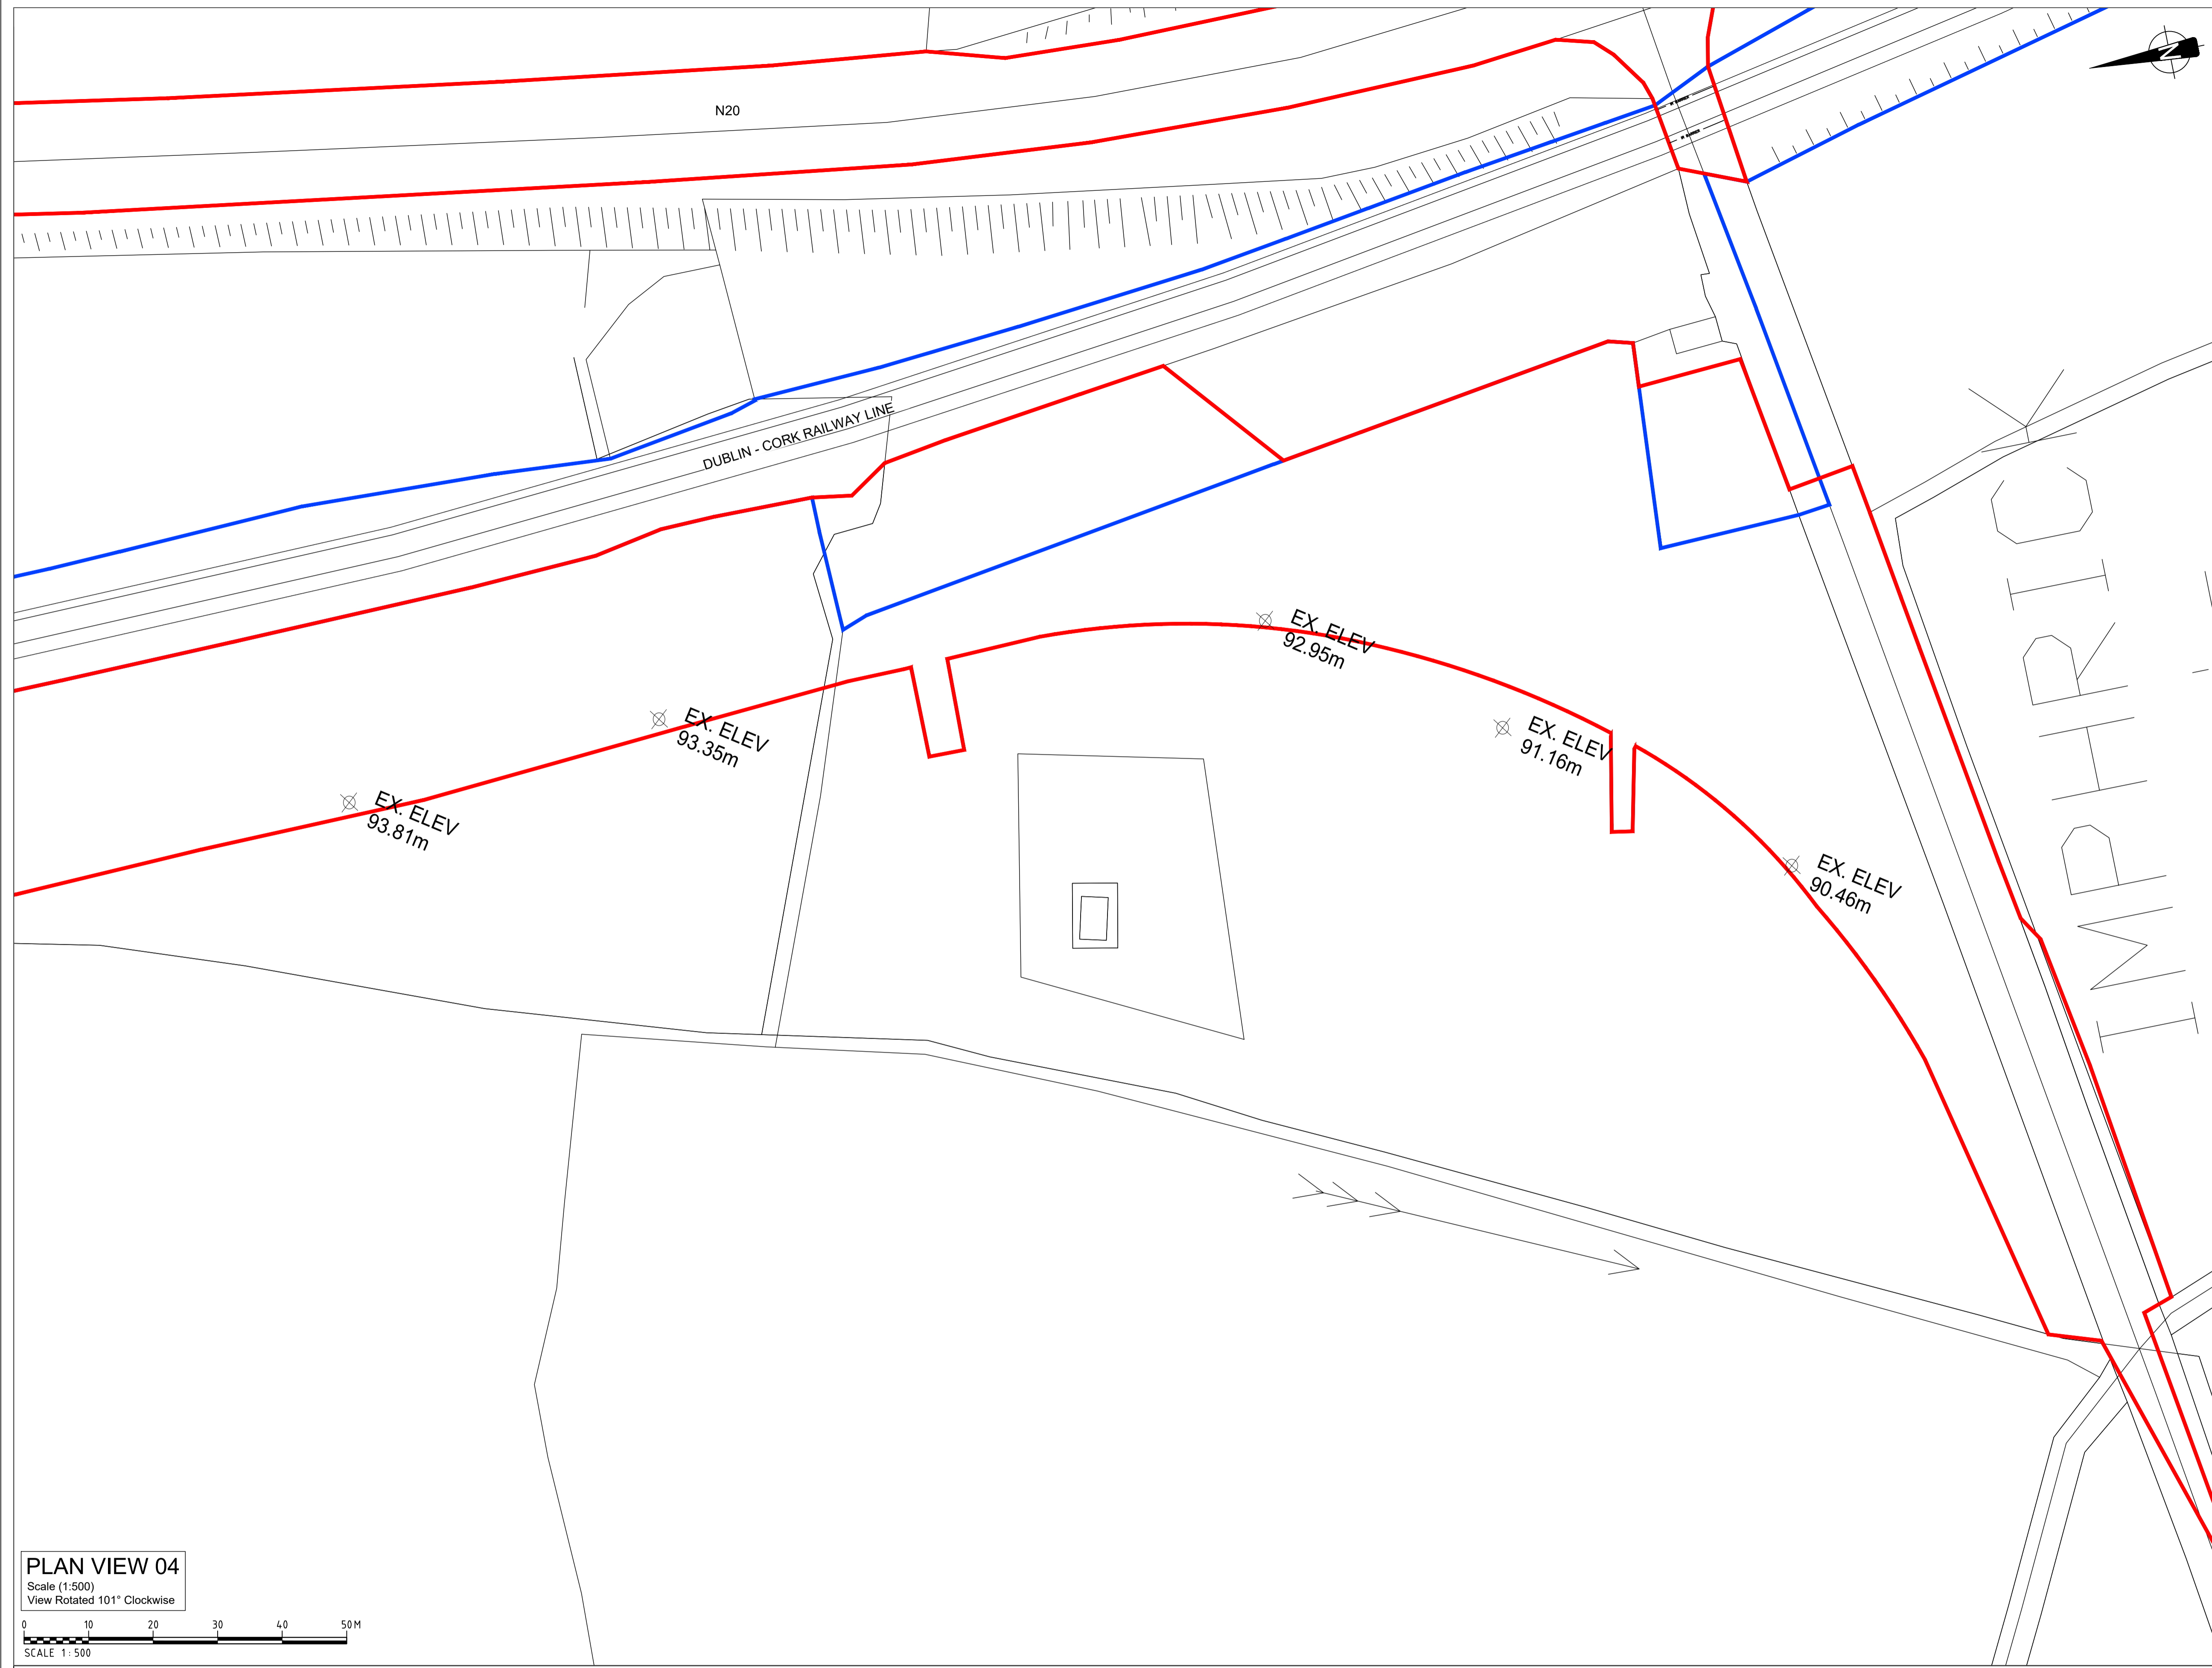 N20
N
DUBLIN - CORK RAILWAY LINE
EX. ELEV
92.95m
EX. ELEV
93.35m
EX. ELEV
91.16m
EX. ELEV
93.81m
EX. ELEV
90.46m
IMPHRICK
PLAN VIEW 04
Scale (1:500)
View Rotated 101° Clockwise
0 10 20 30 40 50 M
SCALE 1:500